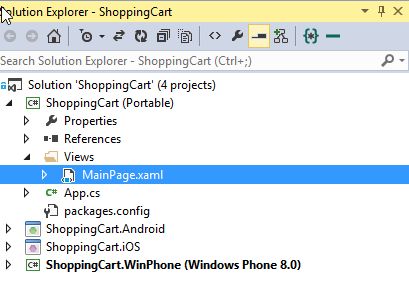 Solution Explorer - ShoppingCart
Search Solution Explorer - ShoppingCart (Ctrl+;)
Solution 'ShoppingCart' (4 projects)
C# ShoppingCart (Portable)
Properties
References
Views
MainPage.xaml
C# App.cs
packages.config
ShoppingCart.Android
ShoppingCart.iOS
C# ShoppingCart.WinPhone (Windows Phone 8.0)